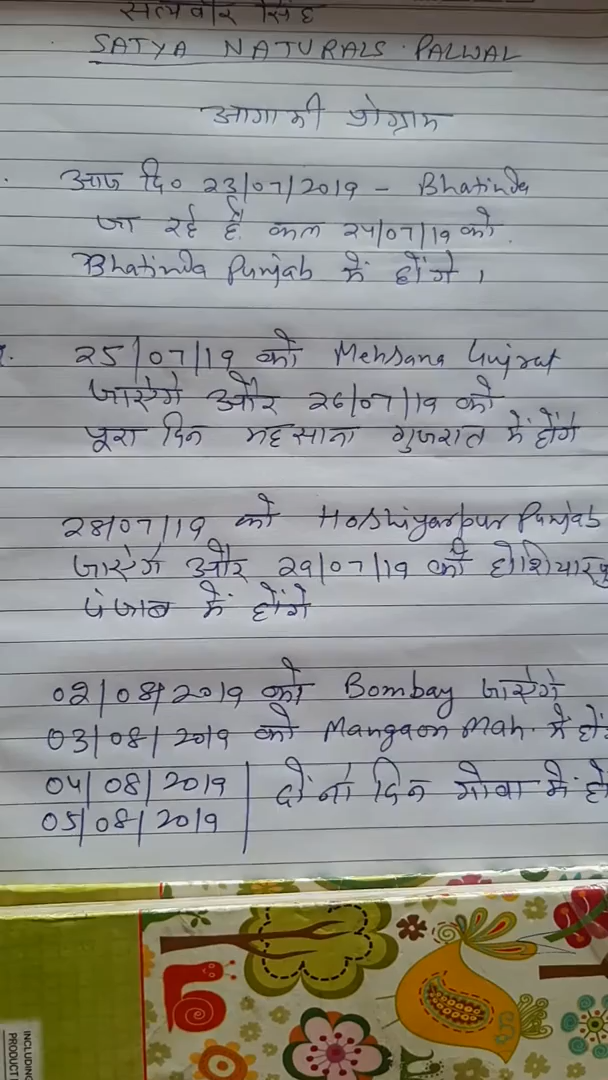 सत्यवीर सिंह
SATYA NATURALS. PALWAL
आगामी प्रोग्राम
आज दि० 23/07/2019 - Bhatinda
जा रहे हैं कल 24/07/19 को
Bhatinda Punjab में होंगे।
25/07/19 को Mehsana Gujrat
जाएंगे और 26/07/19 को
पूरा दिन महसाना गुजरात में होंगे
28/07/19 को Hoshiyarpur Punjab
जाएंगे और 29/07/19 को होशियारपु
पंजाब में होंगे
02/08/2019 को Bombay जाएंगे
03/08/2019 को Mangaon Mah. में
04/08/2019 दोंनों दिन गोवा में
05/08/2019
INCLUDING
PRODUCT